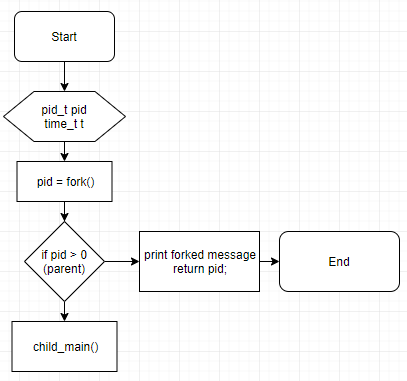 Start
pid_t pid
time_t t
pid = fork()
if pid > 0
(parent)
print forked message
return pid;
End
child_main()